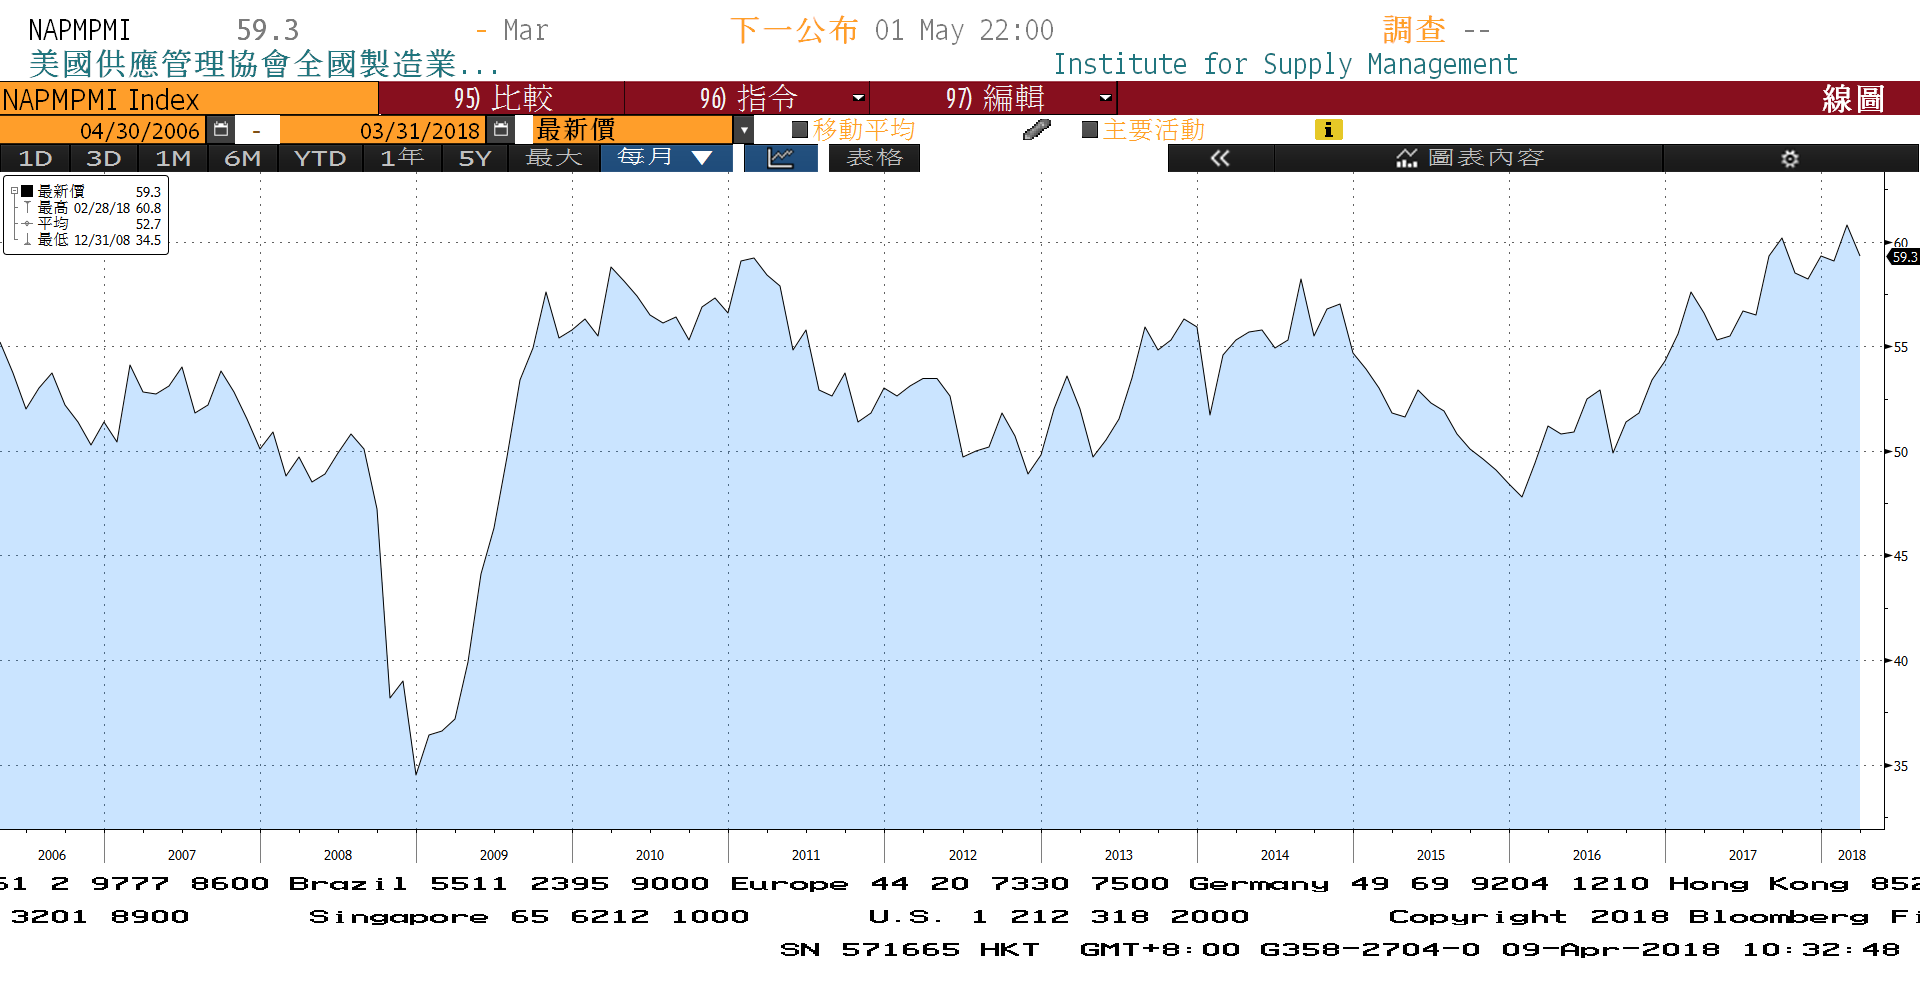 NAPMPMI 59.3 - Mar 下一公布 01 May 22:00 調查 --
美國供應管理協會全國製造業... Institute for Supply Management
NAPMPMI Index 95) 比較 96) 指令 97) 編輯 線圖
04/30/2006 - 03/31/2018 最新價 移動平均 主要活動 i
1D 3D 1M 6M YTD 1年 5Y 最大 每月 ▼ 表格 « 圖表內容
最新價 59.3
最高 02/28/18 60.8
平均 52.7
最低 12/31/08 34.5
60
59.3
55
50
45
40
35
2006 2007 2008 2009 2010 2011 2012 2013 2014 2015 2016 2017 2018
61 2 9777 8600 Brazil 5511 2395 9000 Europe 44 20 7330 7500 Germany 49 69 9204 1210 Hong Kong 852
3201 8900 Singapore 65 6212 1000 U.S. 1 212 318 2000 Copyright 2018 Bloomberg Fi
SN 571665 HKT GMT+8:00 G358-2704-0 09-Apr-2018 10:32:48